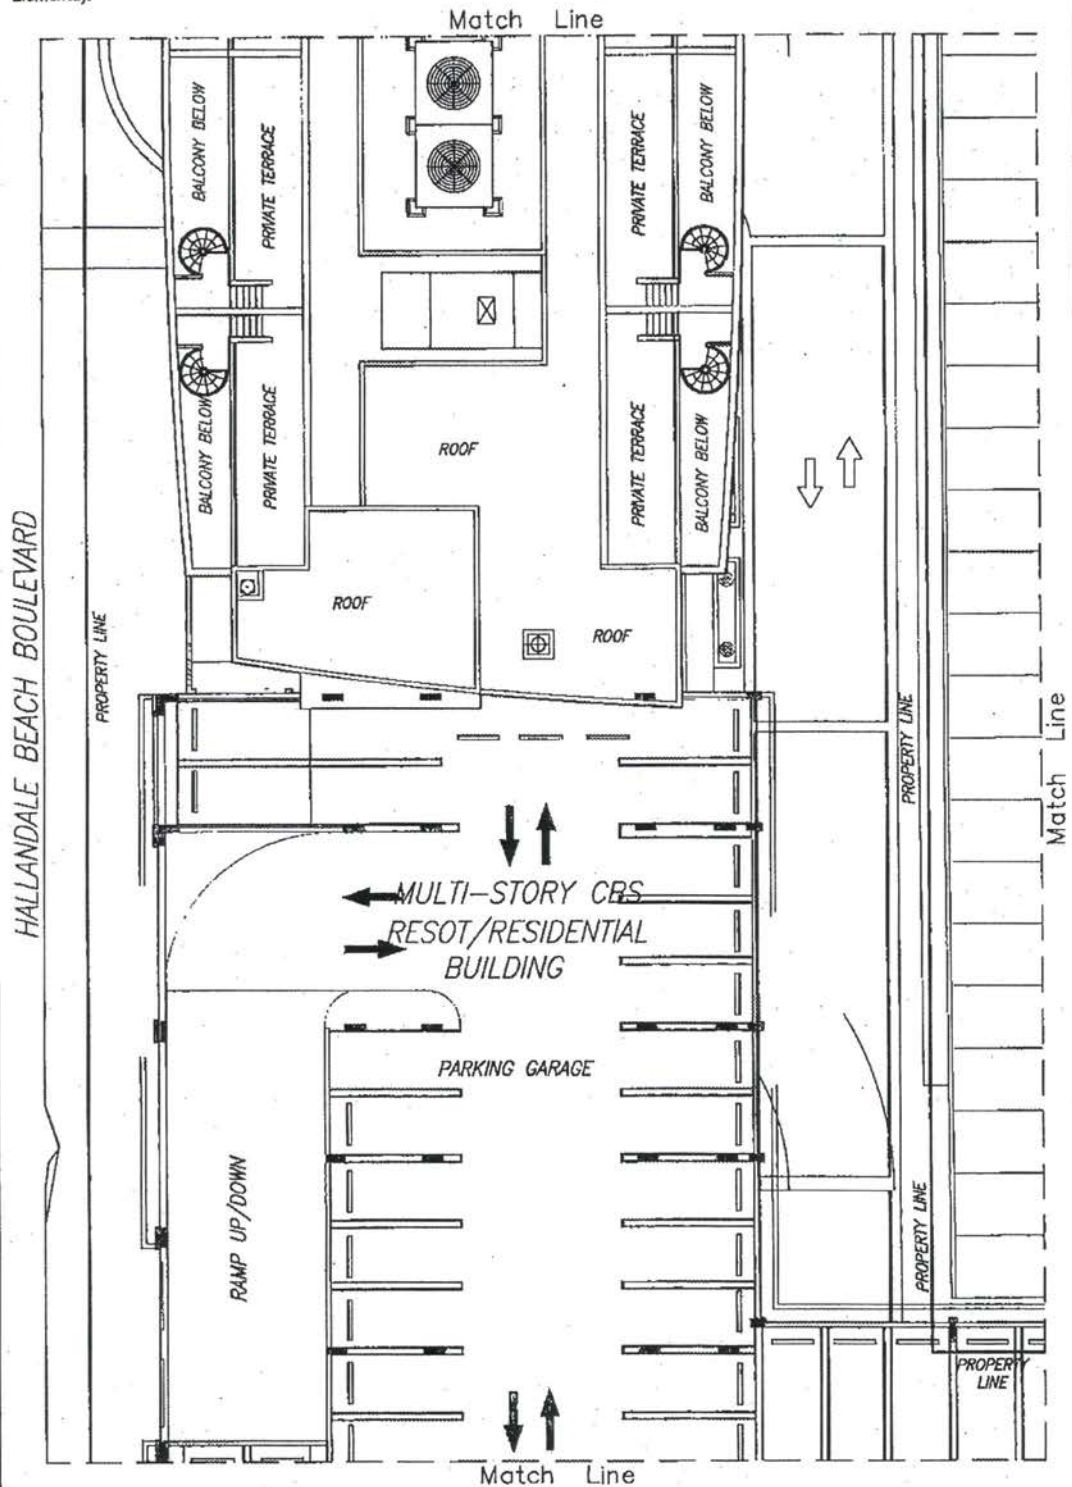 Match Line
BALCONY BELOW
PRIVATE TERRACE
PRIVATE TERRACE
BALCONY BELOW
BALCONY BELOW
PRIVATE TERRACE
ROOF
PRIVATE TERRACE
BALCONY BELOW
HALLANDALE BEACH BOULEVARD
PROPERTY LINE
ROOF
ROOF
PROPERTY LINE
Match Line
MULTI-STORY CBS
RESOT/RESIDENTIAL
BUILDING
PARKING GARAGE
RAMP UP/DOWN
PROPERTY LINE
PROPERTY
LINE
Match Line